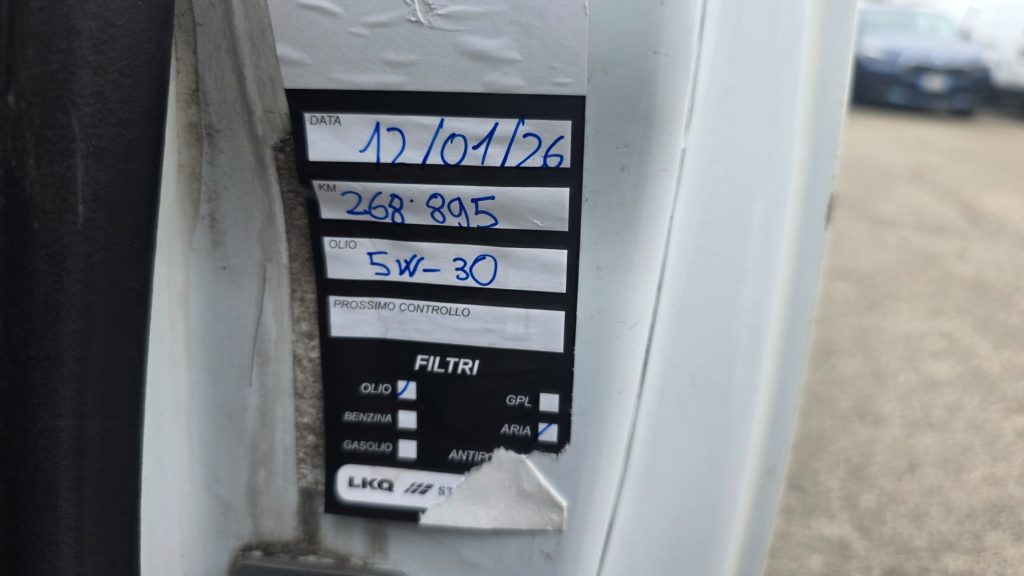 DATA 12/01/26
KM 268.895
OLIO 5W-30
PROSSIMO CONTROLLO
FILTRI
OLIO GPL
BENZINA ARIA
GASOLIO
LKQ